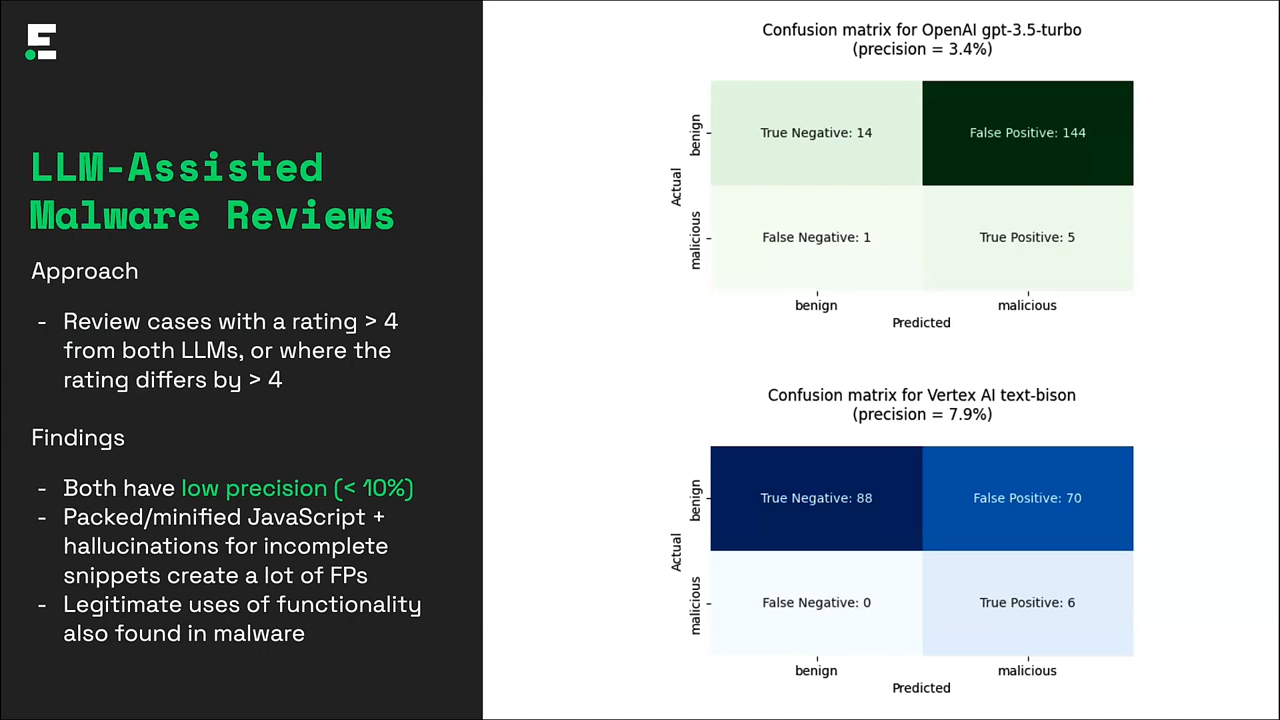 LLM-Assisted
Malware Reviews
Approach
- Review cases with a rating > 4
from both LLMs, or where the
rating differs by > 4
Findings
- Both have low precision (< 10%)
- Packed/minified JavaScript +
hallucinations for incomplete
snippets create a lot of FPs
- Legitimate uses of functionality
also found in malware
Confusion matrix for OpenAI gpt-3.5-turbo
(precision = 3.4%)
Actual
benign
True Negative: 14
False Positive: 144
malicious
False Negative: 1
True Positive: 5
benign
malicious
Predicted
Confusion matrix for Vertex AI text-bison
(precision = 7.9%)
Actual
benign
True Negative: 88
False Positive: 70
malicious
False Negative: 0
True Positive: 6
benign
malicious
Predicted